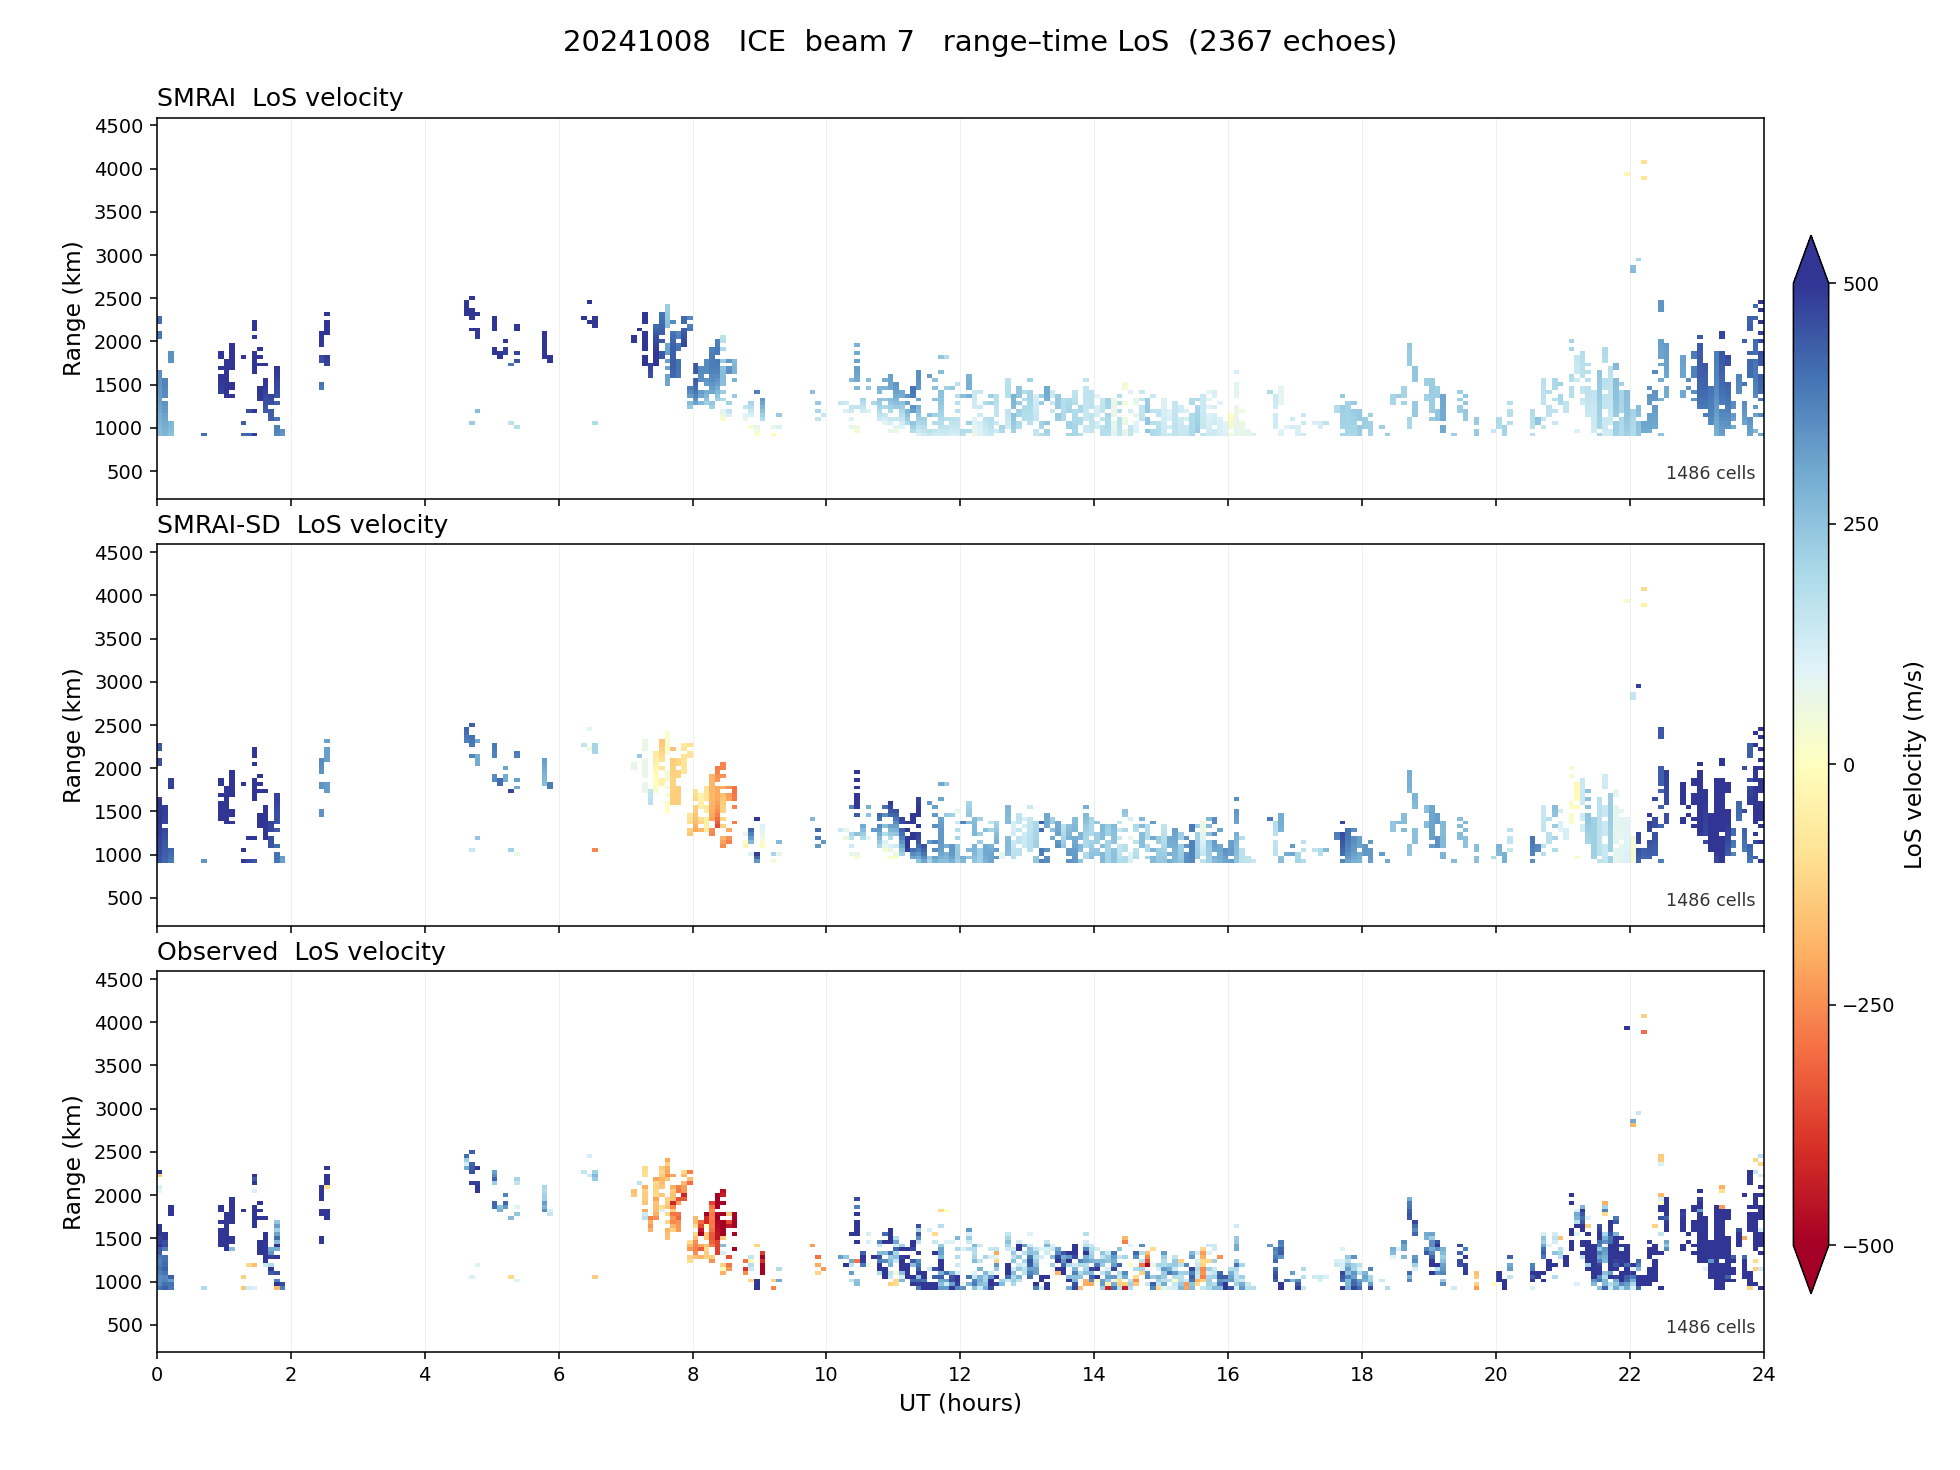 20241008   ICE  beam 7   range–time LoS  (2367 echoes)
SMRAI  LoS velocity
4500
4000
3500
3000
2500
2000
1500
1000
500
Range (km)
1486 cells
SMRAI-SD  LoS velocity
4500
4000
3500
3000
2500
2000
1500
1000
500
Range (km)
1486 cells
Observed  LoS velocity
4500
4000
3500
3000
2500
2000
1500
1000
500
Range (km)
1486 cells
0 2 4 6 8 10 12 14 16 18 20 22 24
UT (hours)
500
250
0
−250
−500
LoS velocity (m/s)